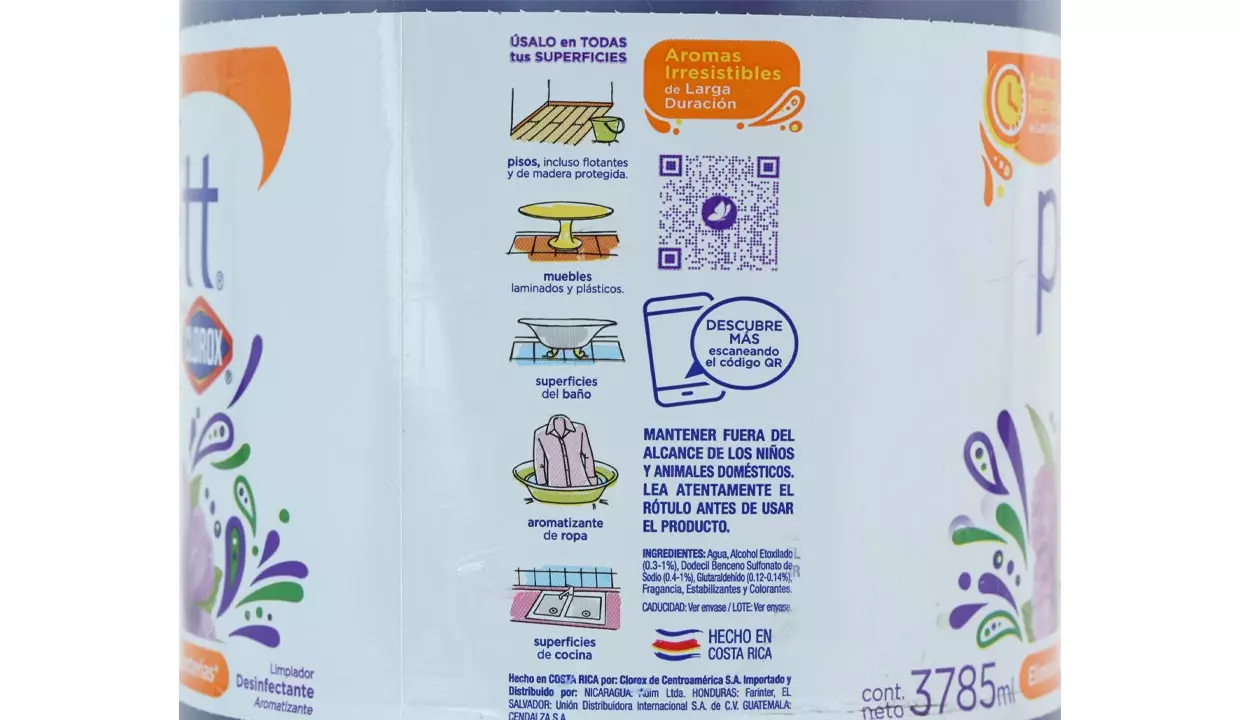 tt®
CLOROX®
Limpiador
Desinfectante
Aromatizante
ÚSALO en TODAS
tus SUPERFICIES
pisos, incluso flotantes
y de madera protegida.
muebles
laminados y plásticos.
superficies
del baño
aromatizante
de ropa
superficies
de cocina
Aromas
Irresistibles
de Larga
Duración
DESCUBRE
MÁS
escaneando
el código QR
MANTENER FUERA DEL
ALCANCE DE LOS NIÑOS
Y ANIMALES DOMÉSTICOS.
LEA ATENTAMENTE EL
RÓTULO ANTES DE USAR
EL PRODUCTO.
INGREDIENTES: Agua, Alcohol Etoxilado
(0.3-1%), Dodecil Benceno Sulfonato de
Sodio (0.4-1%), Glutaraldehído (0.12-0.14%),
Fragancia, Estabilizantes y Colorantes.
CADUCIDAD: Ver envase / LOTE: Ver envase.
HECHO EN
COSTA RICA
Hecho en COSTA RICA por: Clorox de Centroamérica S.A. Importado y
Distribuido por: NICARAGUA: Ltda. HONDURAS: Farinter, EL
SALVADOR: Unión Distribuidora Internacional S.A. de C.V. GUATEMALA:
CENDALZA S.A.
p
cont.
neto 3785ml